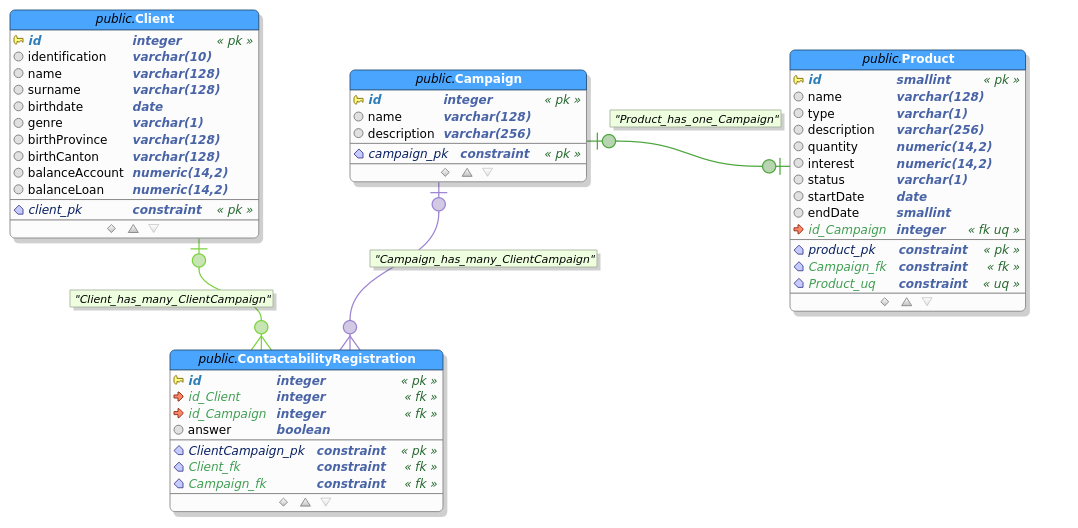 public.Client
id integer « pk »
identification varchar(10)
name varchar(128)
surname varchar(128)
birthdate date
genre varchar(1)
birthProvince varchar(128)
birthCanton varchar(128)
balanceAccount numeric(14,2)
balanceLoan numeric(14,2)
client_pk constraint « pk »
public.Campaign
id integer « pk »
name varchar(128)
description varchar(256)
campaign_pk constraint « pk »
"Product_has_one_Campaign"
public.Product
id smallint « pk »
name varchar(128)
type varchar(1)
description varchar(256)
quantity numeric(14,2)
interest numeric(14,2)
status varchar(1)
startDate date
endDate smallint
id_Campaign integer « fk uq »
product_pk constraint « pk »
Campaign_fk constraint « fk »
Product_uq constraint « uq »
"Campaign_has_many_ClientCampaign"
"Client_has_many_ClientCampaign"
public.ContactabilityRegistration
id integer « pk »
id_Client integer « fk »
id_Campaign integer « fk »
answer boolean
ClientCampaign_pk constraint « pk »
Client_fk constraint « fk »
Campaign_fk constraint « fk »